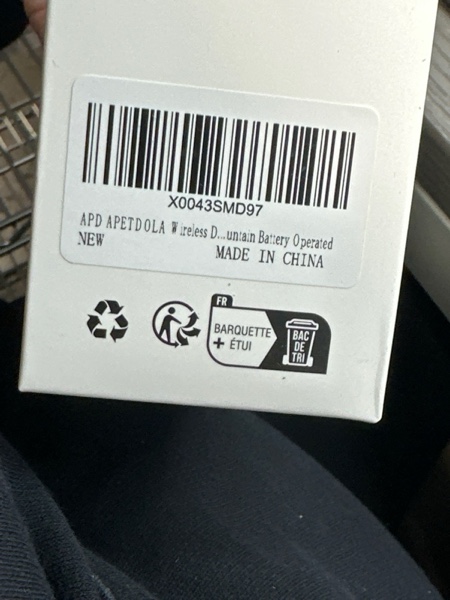 X0043SMD97
APD APETDOLA Wireless D...untain Battery Operated
NEW
MADE IN CHINA
FR
BARQUETTE
+ ÉTUI
BAC
DE
TRI